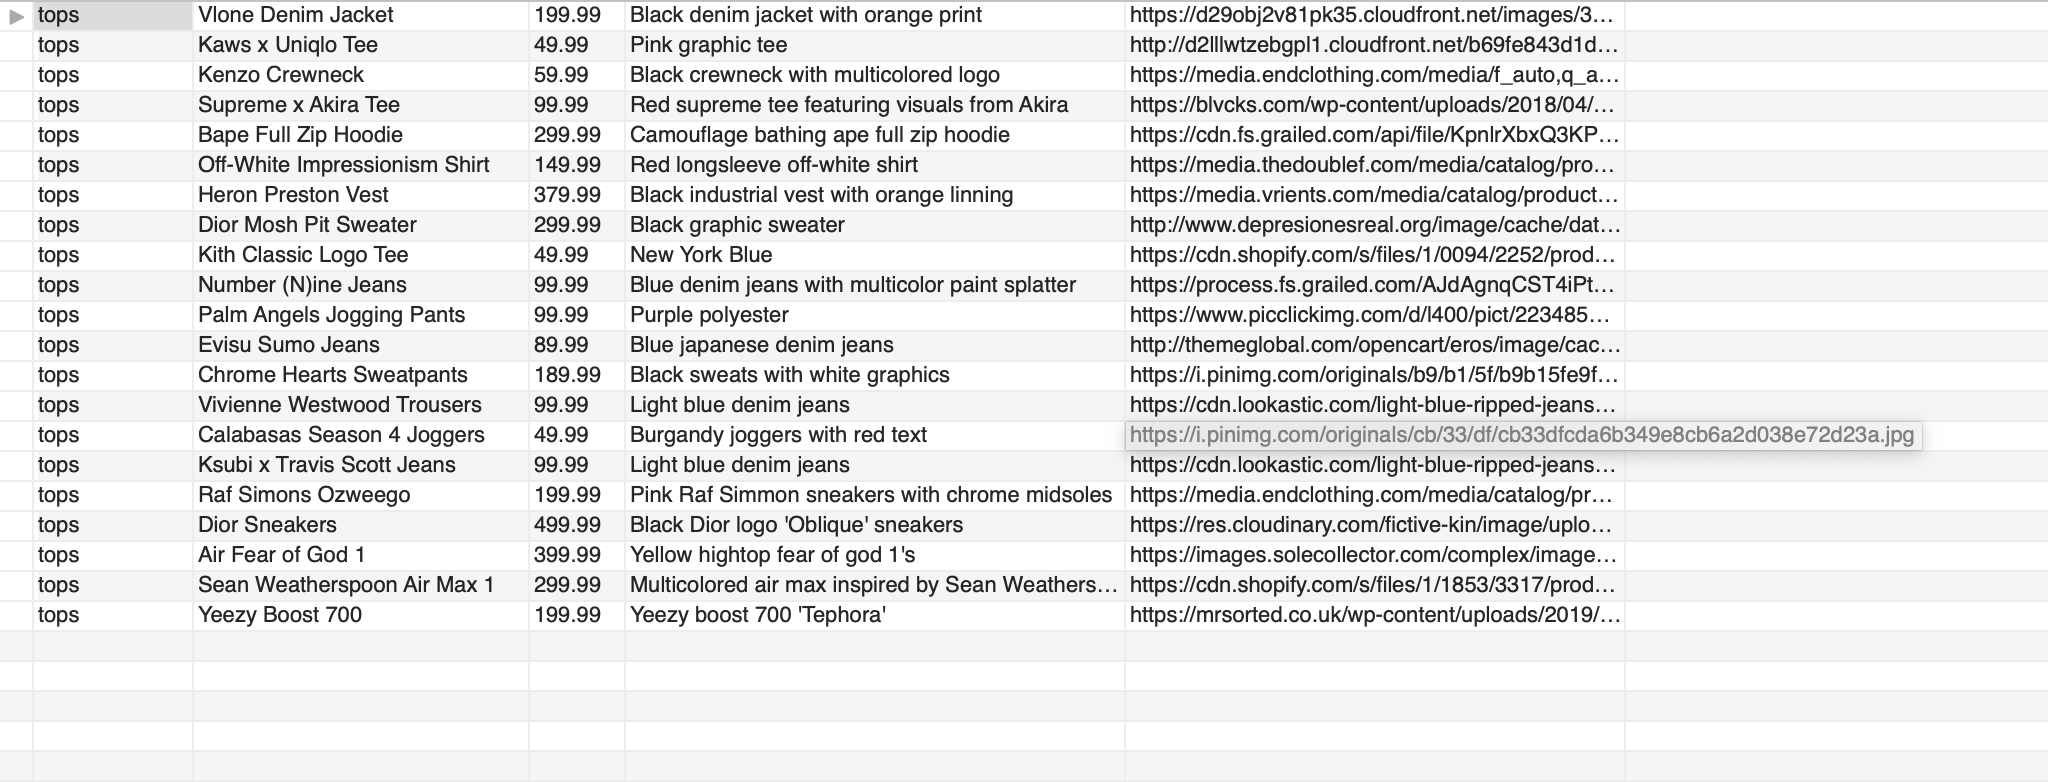 tops Vlone Denim Jacket 199.99 Black denim jacket with orange print https://d29obj2v81pk35.cloudfront.net/images/3...
tops Kaws x Uniqlo Tee 49.99 Pink graphic tee http://d2lllwtzebgpl1.cloudfront.net/b69fe843d1d...
tops Kenzo Crewneck 59.99 Black crewneck with multicolored logo https://media.endclothing.com/media/f_auto,q_a...
tops Supreme x Akira Tee 99.99 Red supreme tee featuring visuals from Akira https://blvcks.com/wp-content/uploads/2018/04/...
tops Bape Full Zip Hoodie 299.99 Camouflage bathing ape full zip hoodie https://cdn.fs.grailed.com/api/file/KpnlrXbxQ3KP...
tops Off-White Impressionism Shirt 149.99 Red longsleeve off-white shirt https://media.thedoublef.com/media/catalog/pro...
tops Heron Preston Vest 379.99 Black industrial vest with orange linning https://media.vrients.com/media/catalog/product...
tops Dior Mosh Pit Sweater 299.99 Black graphic sweater http://www.depresionesreal.org/image/cache/dat...
tops Kith Classic Logo Tee 49.99 New York Blue https://cdn.shopify.com/s/files/1/0094/2252/prod...
tops Number (N)ine Jeans 99.99 Blue denim jeans with multicolor paint splatter https://process.fs.grailed.com/AJdAgnqCST4iPt...
tops Palm Angels Jogging Pants 99.99 Purple polyester https://www.picclickimg.com/d/l400/pict/223485...
tops Evisu Sumo Jeans 89.99 Blue japanese denim jeans http://themeglobal.com/opencart/eros/image/cac...
tops Chrome Hearts Sweatpants 189.99 Black sweats with white graphics https://i.pinimg.com/originals/b9/b1/5f/b9b15fe9f...
tops Vivienne Westwood Trousers 99.99 Light blue denim jeans https://cdn.lookastic.com/light-blue-ripped-jeans...
tops Calabasas Season 4 Joggers 49.99 Burgandy joggers with red text https://i.pinimg.com/originals/cb/33/df/cb33dfcda6b349e8cb6a2d038e72d23a.jpg
tops Ksubi x Travis Scott Jeans 99.99 Light blue denim jeans https://cdn.lookastic.com/light-blue-ripped-jeans...
tops Raf Simons Ozweego 199.99 Pink Raf Simmon sneakers with chrome midsoles https://media.endclothing.com/media/catalog/pr...
tops Dior Sneakers 499.99 Black Dior logo 'Oblique' sneakers https://res.cloudinary.com/fictive-kin/image/uplo...
tops Air Fear of God 1 399.99 Yellow hightop fear of god 1's https://images.solecollector.com/complex/image...
tops Sean Weatherspoon Air Max 1 299.99 Multicolored air max inspired by Sean Weathers... https://cdn.shopify.com/s/files/1/1853/3317/prod...
tops Yeezy Boost 700 199.99 Yeezy boost 700 'Tephora' https://mrsorted.co.uk/wp-content/uploads/2019/...